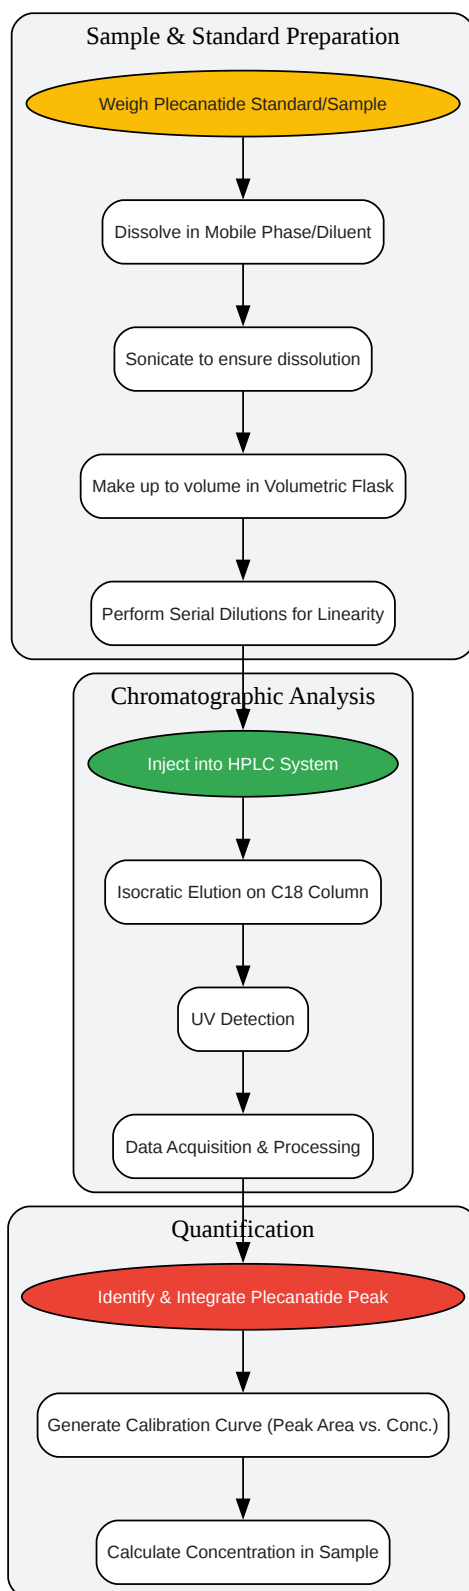 Sample & Standard Preparation
Weigh Plecanatide Standard/Sample
Dissolve in Mobile Phase/Diluent
Sonicate to ensure dissolution
Make up to volume in Volumetric Flask
Perform Serial Dilutions for Linearity
Chromatographic Analysis
Inject into HPLC System
Isocratic Elution on C18 Column
UV Detection
Data Acquisition & Processing
Quantification
Identify & Integrate Plecanatide Peak
Generate Calibration Curve (Peak Area vs. Conc.)
Calculate Concentration in Sample